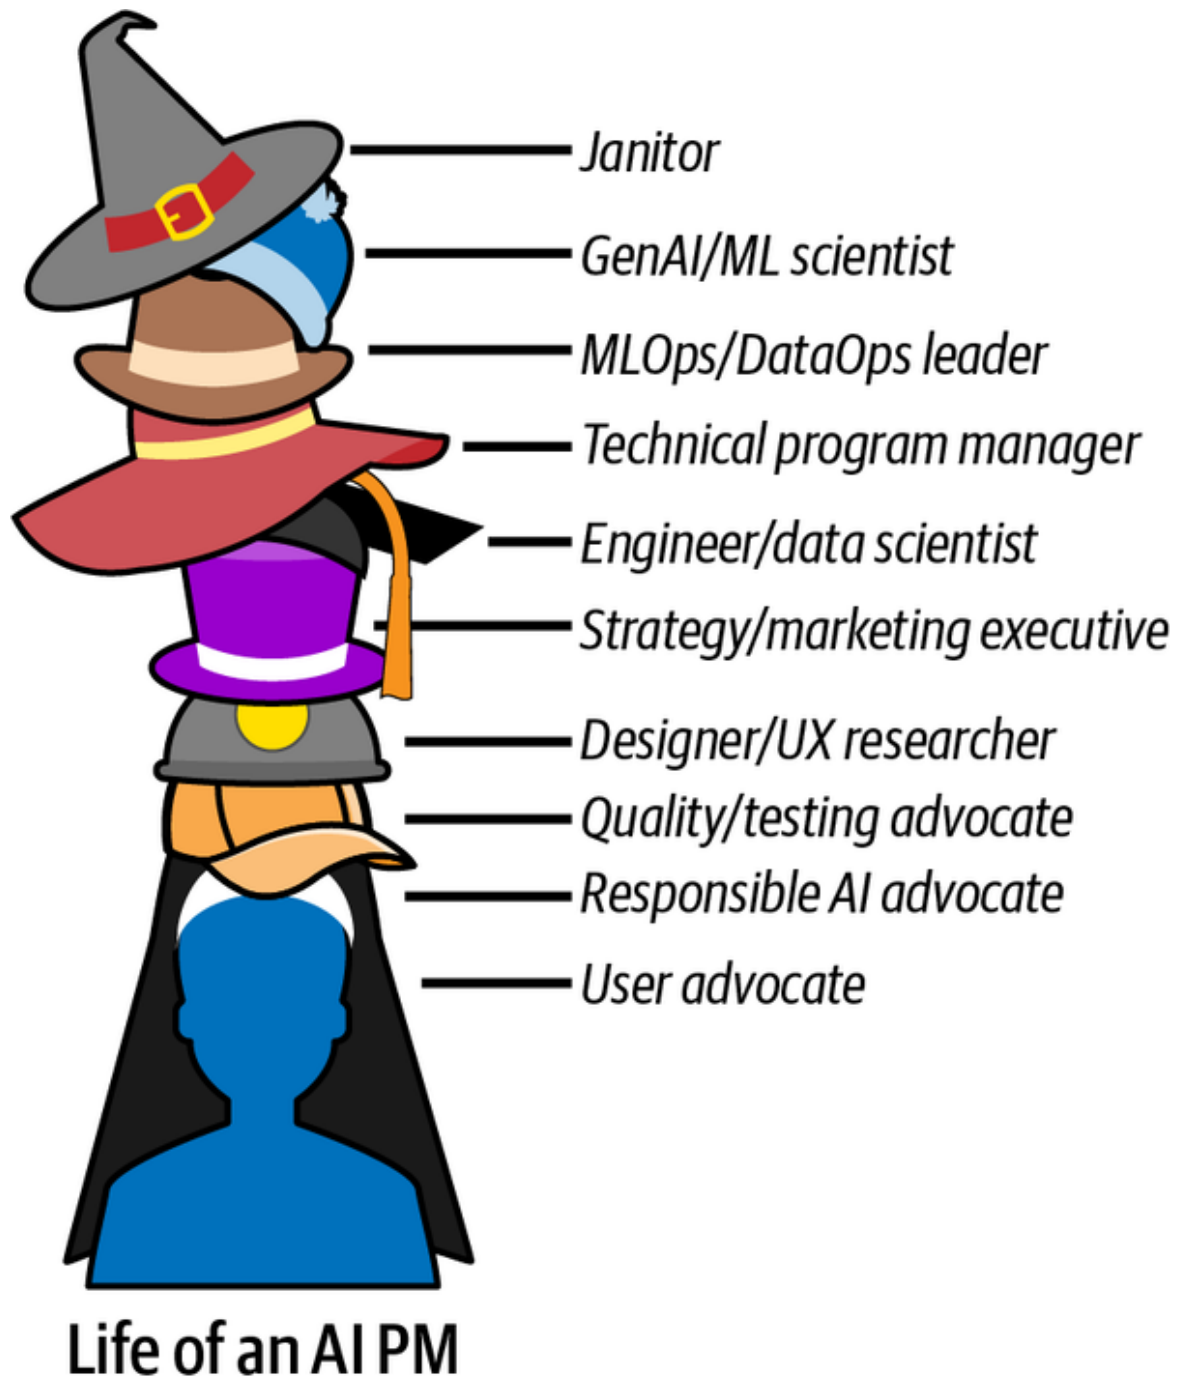 Janitor
GenAI/ML scientist
MLOps/DataOps leader
Technical program manager
Engineer/data scientist
Strategy/marketing executive
Designer/UX researcher
Quality/testing advocate
Responsible AI advocate
User advocate
Life of an AI PM